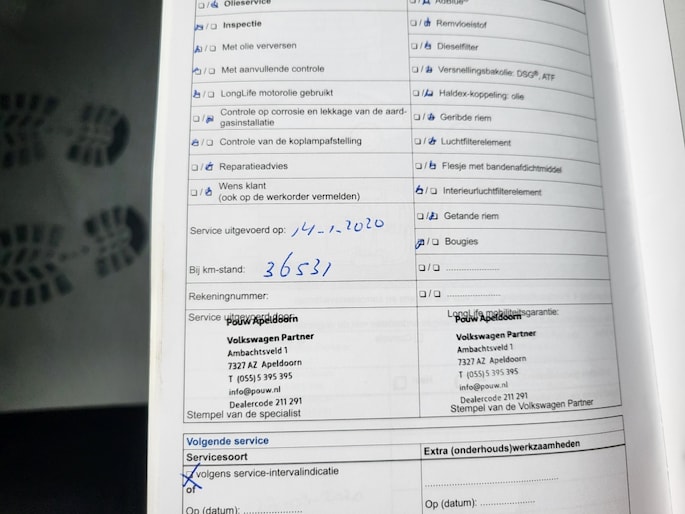 ☐ / ☐ Olieservice
☐ / ☐ Inspectie
☐ / ☐ Met olie verversen
☐ / ☐ Met aanvullende controle
☐ / ☐ LongLife motorolie gebruikt
☐ / ☐ Controle op corrosie en lekkage van de aard-
gasinstallatie
☐ / ☐ Controle van de koplampafstelling
☐ / ☐ Reparatieadvies
☐ / ☐ Wens klant
(ook op de werkorder vermelden)
Service uitgevoerd op: 14-1-2020
Bij km-stand: 36531
Rekeningnummer:
☐ / ☐ AdBlue®
☐ / ☐ Remvloeistof
☐ / ☐ Dieselfilter
☐ / ☐ Versnellingsbakolie: DSG®, ATF
☐ / ☐ Haldex-koppeling: olie
☐ / ☐ Geribde riem
☐ / ☐ Luchtfilterelement
☐ / ☐ Flesje met bandenafdichtmiddel
☐ / ☐ Interieurluchtfilterelement
☐ / ☐ Getande riem
☐ / ☐ Bougies
☐ / ☐ ....................
☐ / ☐ ....................
Service uitgevoerd door:
Pouw Apeldoorn
Volkswagen Partner
Ambachtsveld 1
7327 AZ Apeldoorn
T (055) 5 395 395
info@pouw.nl
Dealercode 211 291
Stempel van de specialist
LongLife mobiliteitsgarantie:
Pouw Apeldoorn
Volkswagen Partner
Ambachtsveld 1
7327 AZ Apeldoorn
T (055) 5 395 395
info@pouw.nl
Dealercode 211 291
Stempel van de Volkswagen Partner
Volgende service
Servicesoort
☒ volgens service-intervalindicatie
of
Op (datum): ....................
Extra (onderhouds)werkzaamheden
........................................
Op (datum): ....................